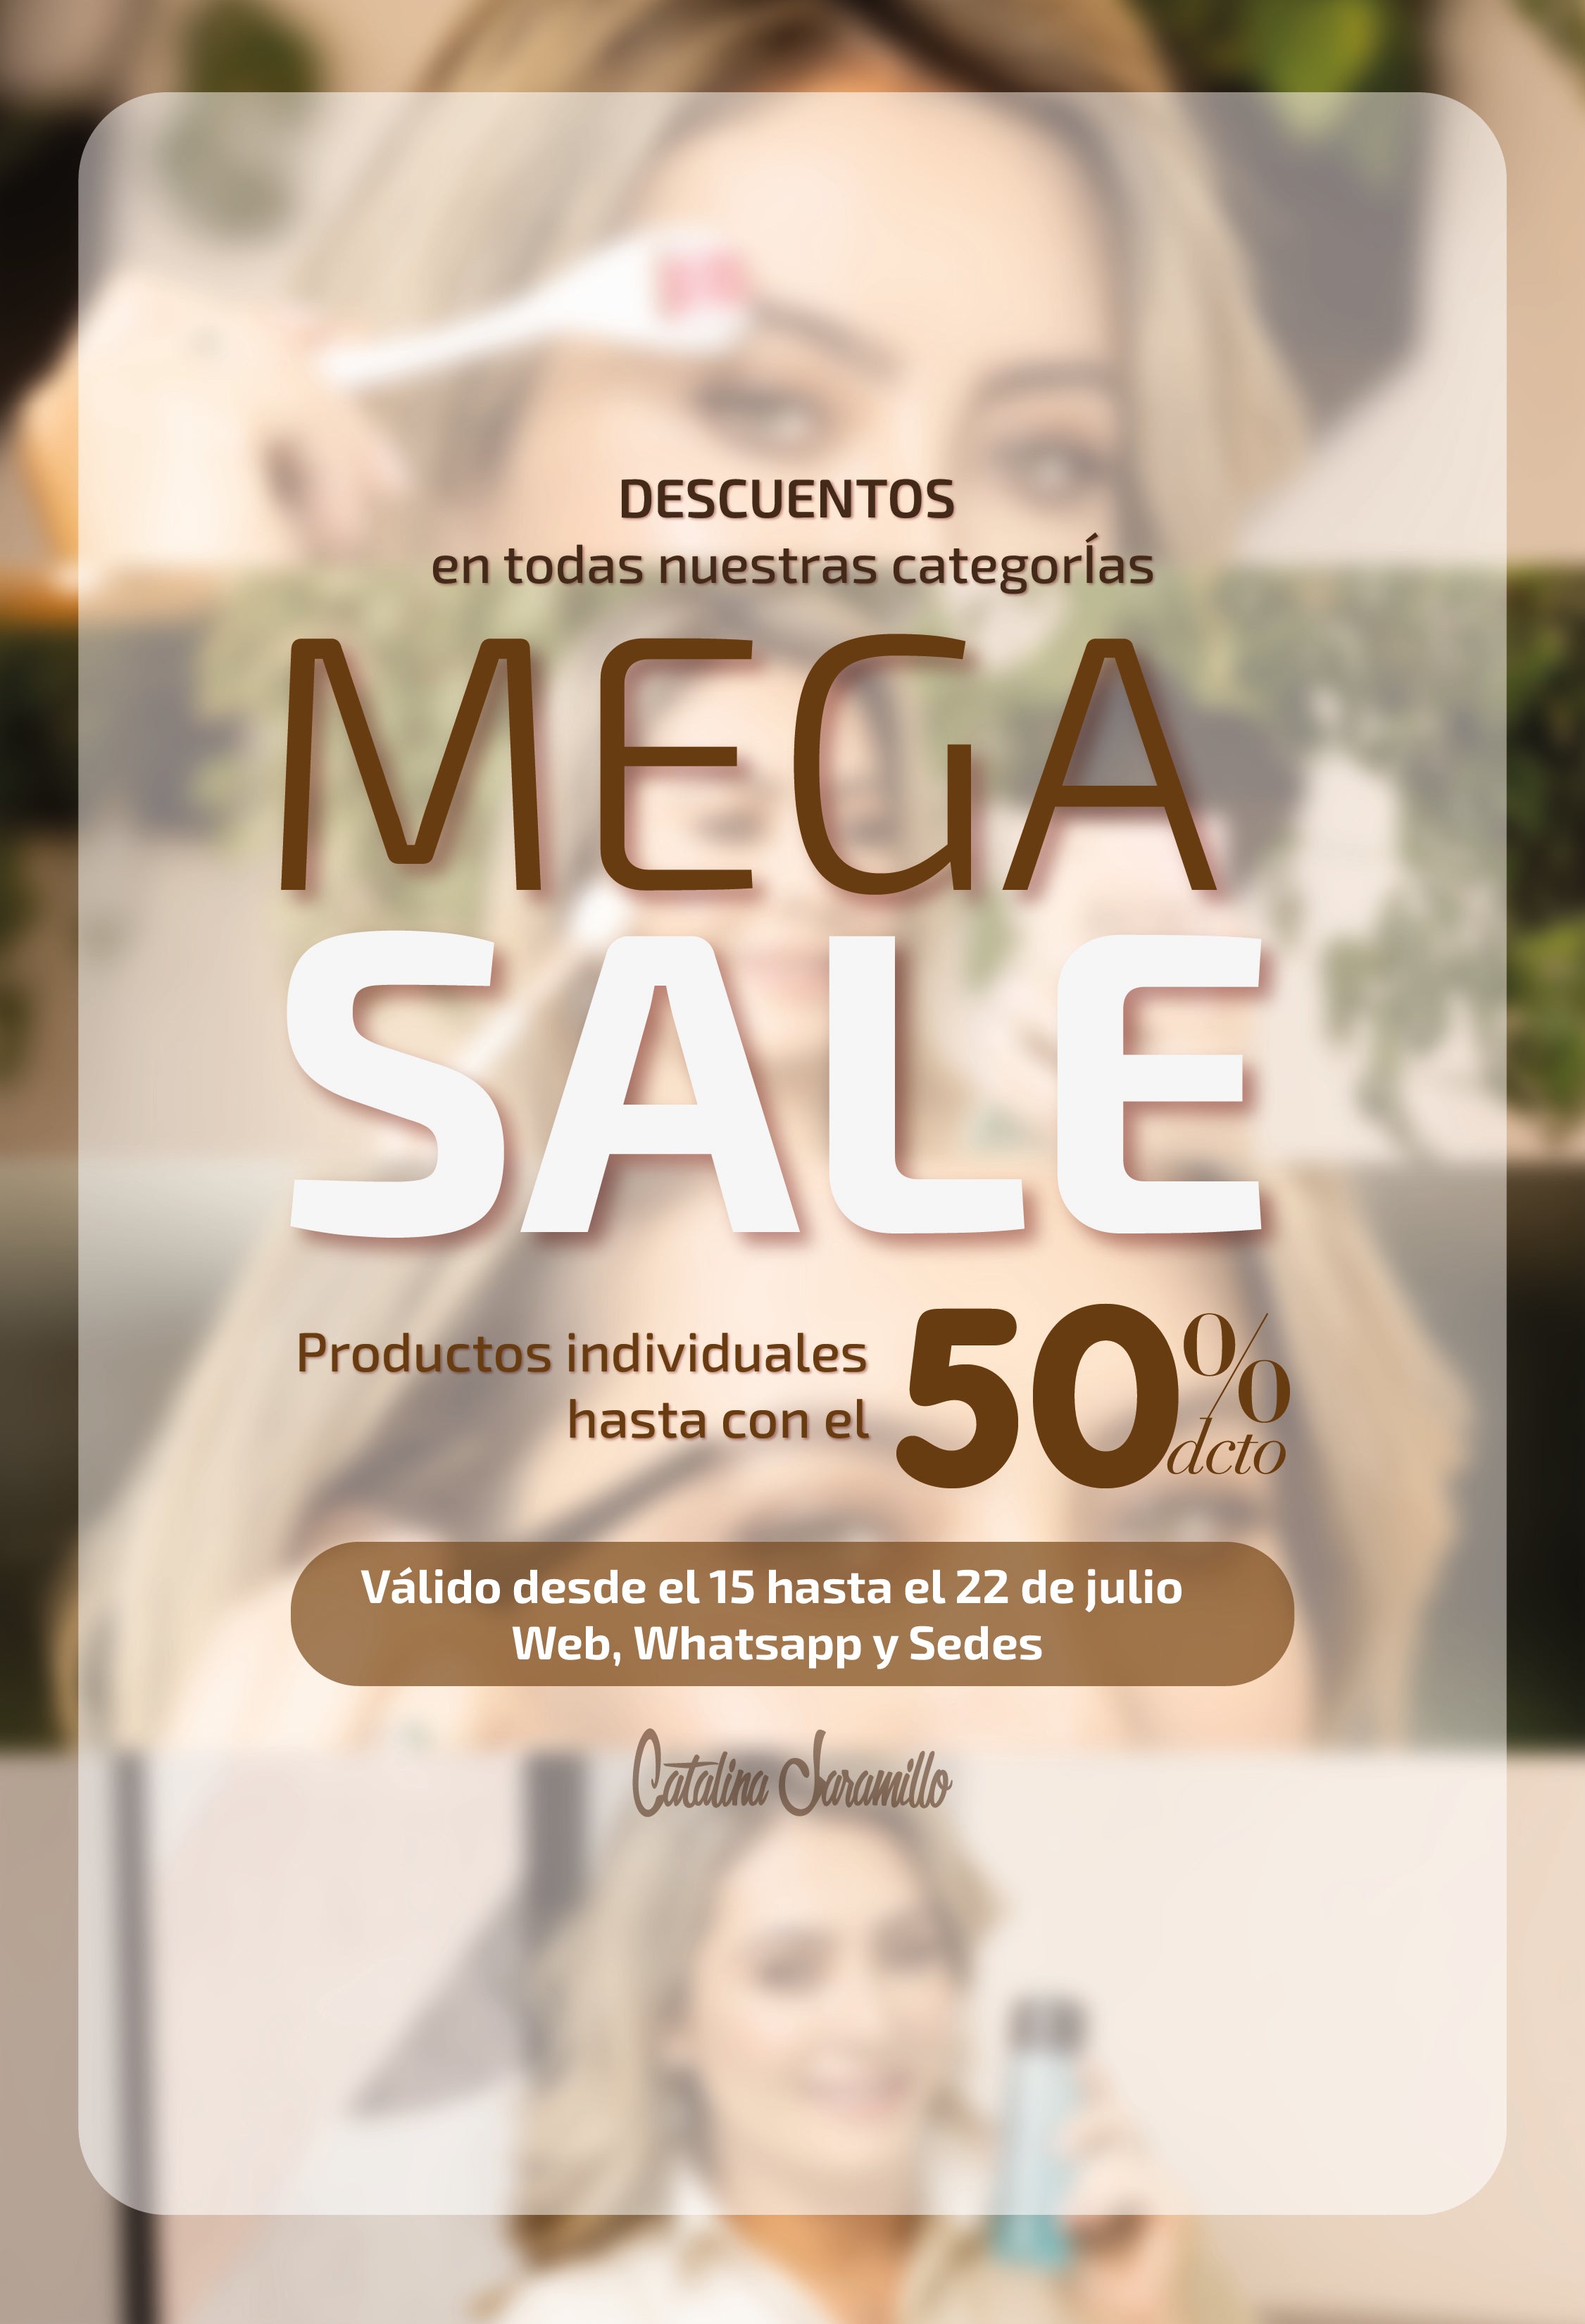 DESCUENTOS
en todas nuestras categorÍas
MEGA
SALE
Productos individuales
hasta con el
50%
dcto
Válido desde el 15 hasta el 22 de julio
Web, Whatsapp y Sedes
Catalina Jaramillo